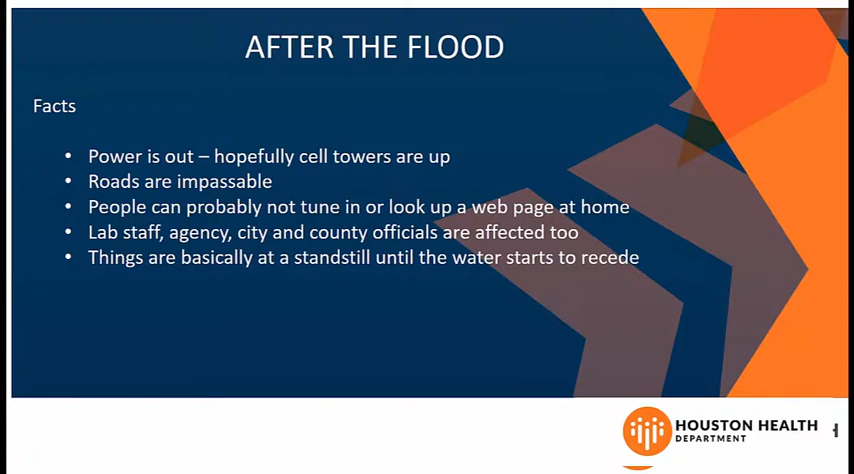 AFTER THE FLOOD
Facts
• Power is out – hopefully cell towers are up
• Roads are impassable
• People can probably not tune in or look up a web page at home
• Lab staff, agency, city and county officials are affected too
• Things are basically at a standstill until the water starts to recede
HOUSTON HEALTH
DEPARTMENT